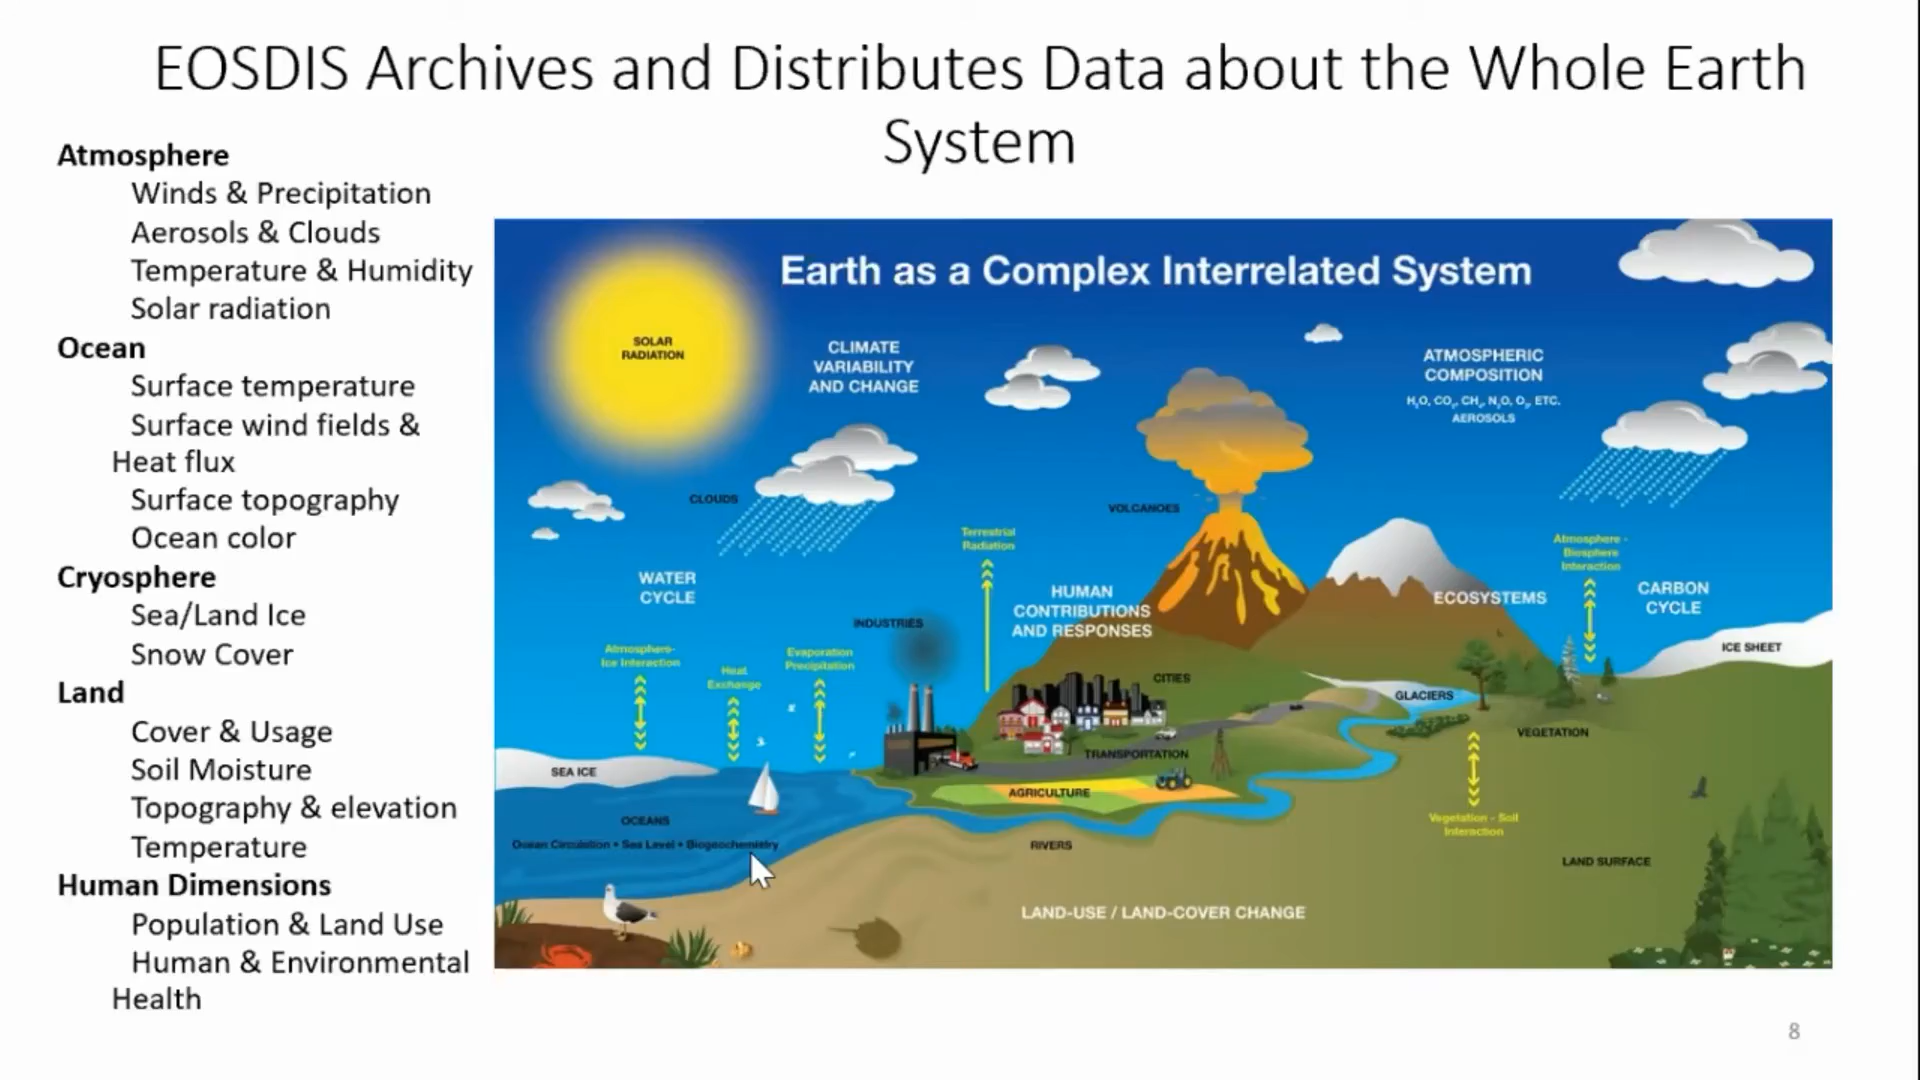 EOSDIS Archives and Distributes Data about the Whole Earth
System
Atmosphere
Winds & Precipitation
Aerosols & Clouds
Temperature & Humidity
Solar radiation
Ocean
Surface temperature
Surface wind fields &
Heat flux
Surface topography
Ocean color
Cryosphere
Sea/Land Ice
Snow Cover
Land
Cover & Usage
Soil Moisture
Topography & elevation
Temperature
Human Dimensions
Population & Land Use
Human & Environmental
Health
Earth as a Complex Interrelated System
SOLAR
RADIATION
CLIMATE
VARIABILITY
AND CHANGE
ATMOSPHERIC
COMPOSITION
H₂O, CO₂, CH₄, N₂O, O₃, ETC.
AEROSOLS
CLOUDS
VOLCANOES
Terrestrial
Radiation
Atmosphere -
Biosphere
Interaction
WATER
CYCLE
HUMAN
CONTRIBUTIONS
AND RESPONSES
ECOSYSTEMS
CARBON
CYCLE
INDUSTRIES
Atmosphere-
Ice Interaction
Heat
Exchange
Evaporation
Precipitation
ICE SHEET
CITIES
GLACIERS
VEGETATION
TRANSPORTATION
SEA ICE
AGRICULTURE
OCEANS
Ocean Circulation • Sea Level • Biogeochemistry
RIVERS
Vegetation - Soil
Interaction
LAND SURFACE
LAND-USE / LAND-COVER CHANGE
8